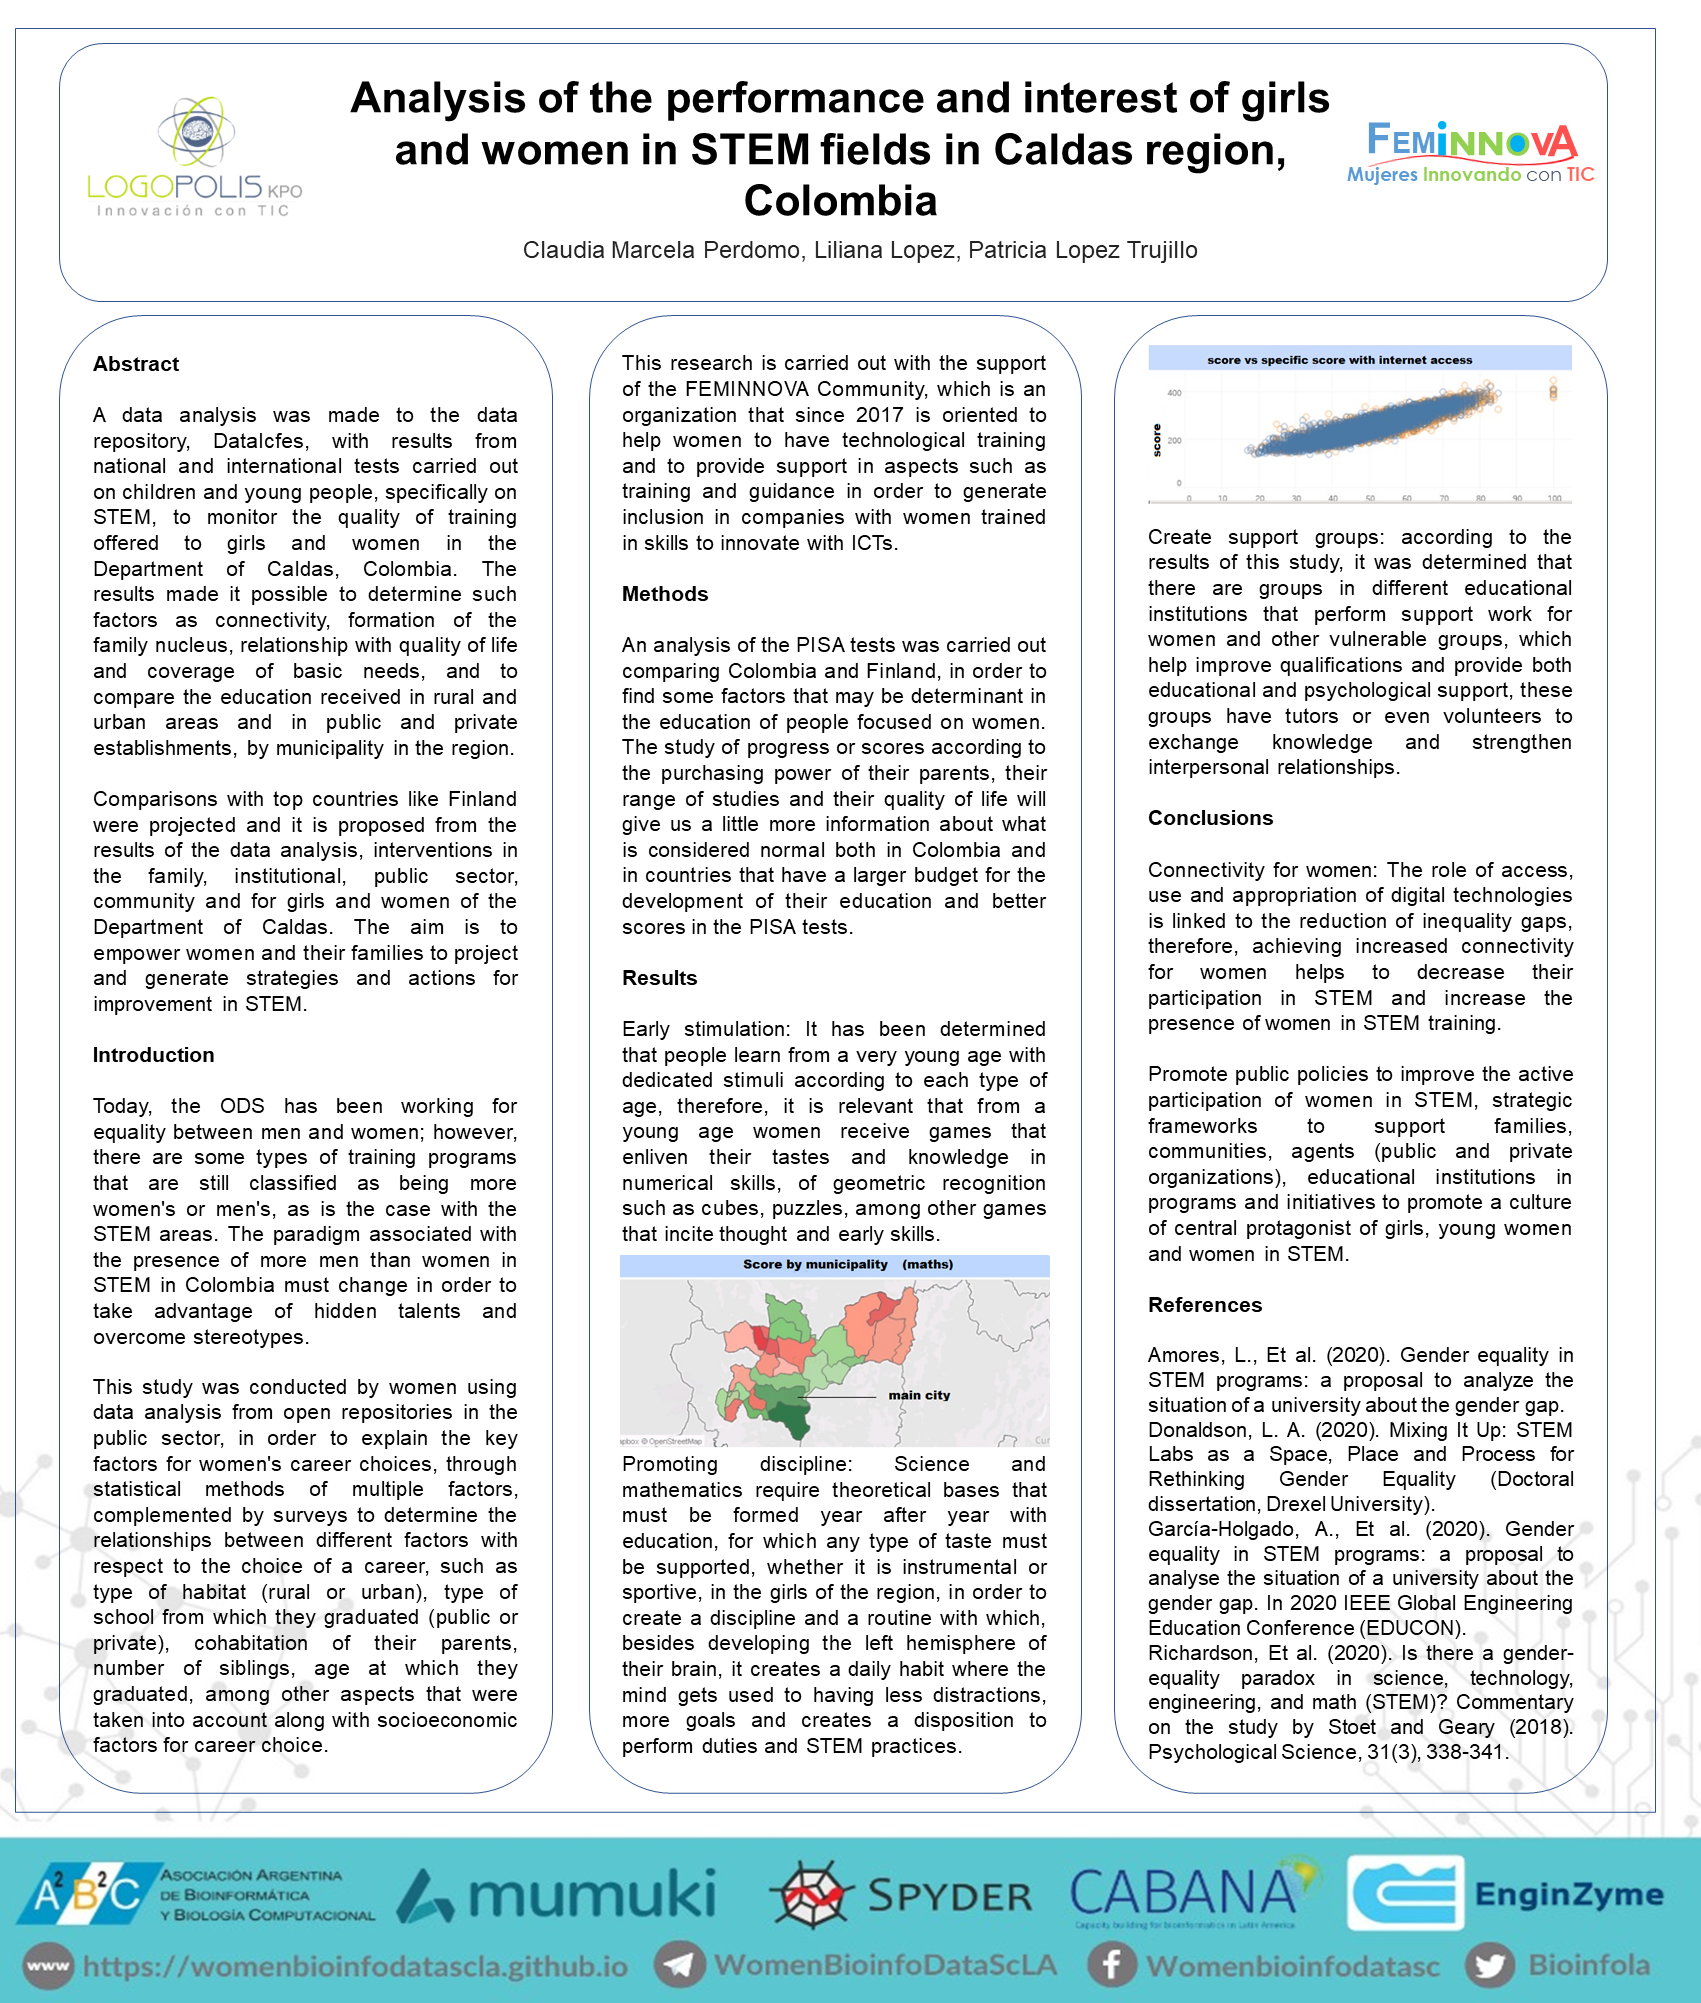 Analysis of the performance and interest of girls
and women in STEM fields in Caldas region,
Colombia
Claudia Marcela Perdomo, Liliana Lopez, Patricia Lopez Trujillo
LOGOPOLIS KPO
Innovación con TIC
FEMINNOVA
Mujeres Innovando con TIC
Abstract
A data analysis was made to the data
repository, DataIcfes, with results from
national and international tests carried out
on children and young people, specifically on
STEM, to monitor the quality of training
offered to girls and women in the
Department of Caldas, Colombia. The
results made it possible to determine such
factors as connectivity, formation of the
family nucleus, relationship with quality of life
and coverage of basic needs, and to
compare the education received in rural and
urban areas and in public and private
establishments, by municipality in the region.
Comparisons with top countries like Finland
were projected and it is proposed from the
results of the data analysis, interventions in
the family, institutional, public sector,
community and for girls and women of the
Department of Caldas. The aim is to
empower women and their families to project
and generate strategies and actions for
improvement in STEM.
Introduction
Today, the ODS has been working for
equality between men and women; however,
there are some types of training programs
that are still classified as being more
women's or men's, as is the case with the
STEM areas. The paradigm associated with
the presence of more men than women in
STEM in Colombia must change in order to
take advantage of hidden talents and
overcome stereotypes.
This study was conducted by women using
data analysis from open repositories in the
public sector, in order to explain the key
factors for women's career choices, through
statistical methods of multiple factors,
complemented by surveys to determine the
relationships between different factors with
respect to the choice of a career, such as
type of habitat (rural or urban), type of
school from which they graduated (public or
private), cohabitation of their parents,
number of siblings, age at which they
graduated, among other aspects that were
taken into account along with socioeconomic
factors for career choice.
This research is carried out with the support
of the FEMINNOVA Community, which is an
organization that since 2017 is oriented to
help women to have technological training
and to provide support in aspects such as
training and guidance in order to generate
inclusion in companies with women trained
in skills to innovate with ICTs.
Methods
An analysis of the PISA tests was carried out
comparing Colombia and Finland, in order to
find some factors that may be determinant in
the education of people focused on women.
The study of progress or scores according to
the purchasing power of their parents, their
range of studies and their quality of life will
give us a little more information about what
is considered normal both in Colombia and
in countries that have a larger budget for the
development of their education and better
scores in the PISA tests.
Results
Early stimulation: It has been determined
that people learn from a very young age with
dedicated stimuli according to each type of
age, therefore, it is relevant that from a
young age women receive games that
enliven their tastes and knowledge in
numerical skills, of geometric recognition
such as cubes, puzzles, among other games
that incite thought and early skills.
Score by municipality (maths)
main city
pbox © OpenStreetMap
Cur
Promoting discipline: Science and
mathematics require theoretical bases that
must be formed year after year with
education, for which any type of taste must
be supported, whether it is instrumental or
sportive, in the girls of the region, in order to
create a discipline and a routine with which,
besides developing the left hemisphere of
their brain, it creates a daily habit where the
mind gets used to having less distractions,
more goals and creates a disposition to
perform duties and STEM practices.
score vs specific score with internet access
score
400
200
0
0 10 20 30 40 50 60 70 80 90 100
Create support groups: according to the
results of this study, it was determined that
there are groups in different educational
institutions that perform support work for
women and other vulnerable groups, which
help improve qualifications and provide both
educational and psychological support, these
groups have tutors or even volunteers to
exchange knowledge and strengthen
interpersonal relationships.
Conclusions
Connectivity for women: The role of access,
use and appropriation of digital technologies
is linked to the reduction of inequality gaps,
therefore, achieving increased connectivity
for women helps to decrease their
participation in STEM and increase the
presence of women in STEM training.
Promote public policies to improve the active
participation of women in STEM, strategic
frameworks to support families,
communities, agents (public and private
organizations), educational institutions in
programs and initiatives to promote a culture
of central protagonist of girls, young women
and women in STEM.
References
Amores, L., Et al. (2020). Gender equality in
STEM programs: a proposal to analyze the
situation of a university about the gender gap.
Donaldson, L. A. (2020). Mixing It Up: STEM
Labs as a Space, Place and Process for
Rethinking Gender Equality (Doctoral
dissertation, Drexel University).
García-Holgado, A., Et al. (2020). Gender
equality in STEM programs: a proposal to
analyse the situation of a university about the
gender gap. In 2020 IEEE Global Engineering
Education Conference (EDUCON).
Richardson, Et al. (2020). Is there a gender-
equality paradox in science, technology,
engineering, and math (STEM)? Commentary
on the study by Stoet and Geary (2018).
Psychological Science, 31(3), 338-341.
A2B2C
ASOCIACIÓN ARGENTINA
DE BIOINFORMÁTICA
Y BIOLOGÍA COMPUTACIONAL
mumuki
SPYDER
CABANA
Capacity building for bioinformatics in Latin America
EnginZyme
www https://womenbioinfodatascla.github.io
WomenBioinfoDataScLA
Womenbioinfodatasc
Bioinfola